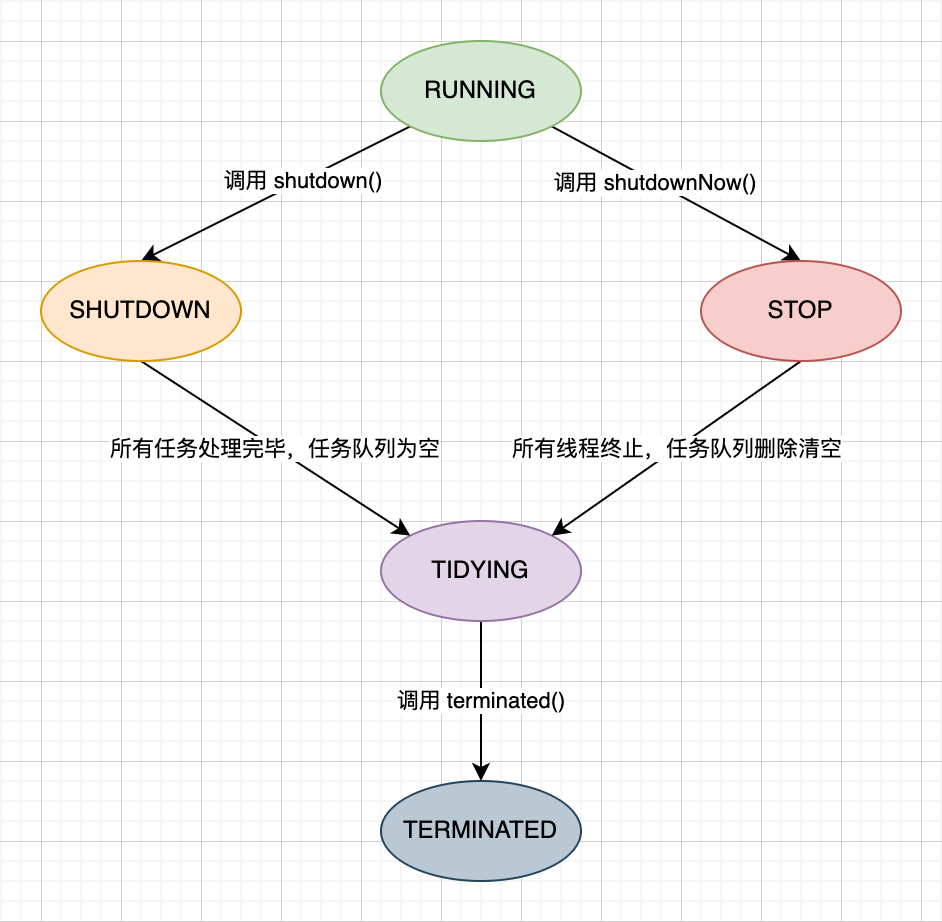 RUNNING
调用 shutdown()
调用 shutdownNow()
SHUTDOWN
STOP
所有任务处理完毕，任务队列为空
所有线程终止，任务队列删除清空
TIDYING
调用 terminated()
TERMINATED